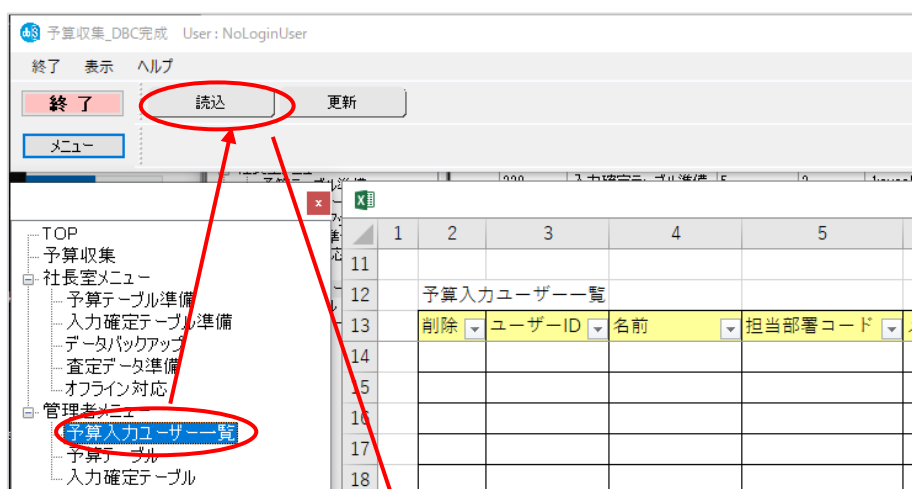 予算収集_DBC完成 User : NoLoginUser
終了 表示 ヘルプ
終 了 読込 更新
メニュー
TOP
予算収集
社長室メニュー
予算テーブル準備
入力確定テーブル準備
データバックアップ
査定データ準備
オフライン対応
管理者メニュー
予算入力ユーザー一覧
予算テーブル
入力確定テーブル
1 2 3 4 5
11
12 予算入力ユーザー一覧
13 削除 ユーザーID 名前 担当部署コード
14
15
16
17
18